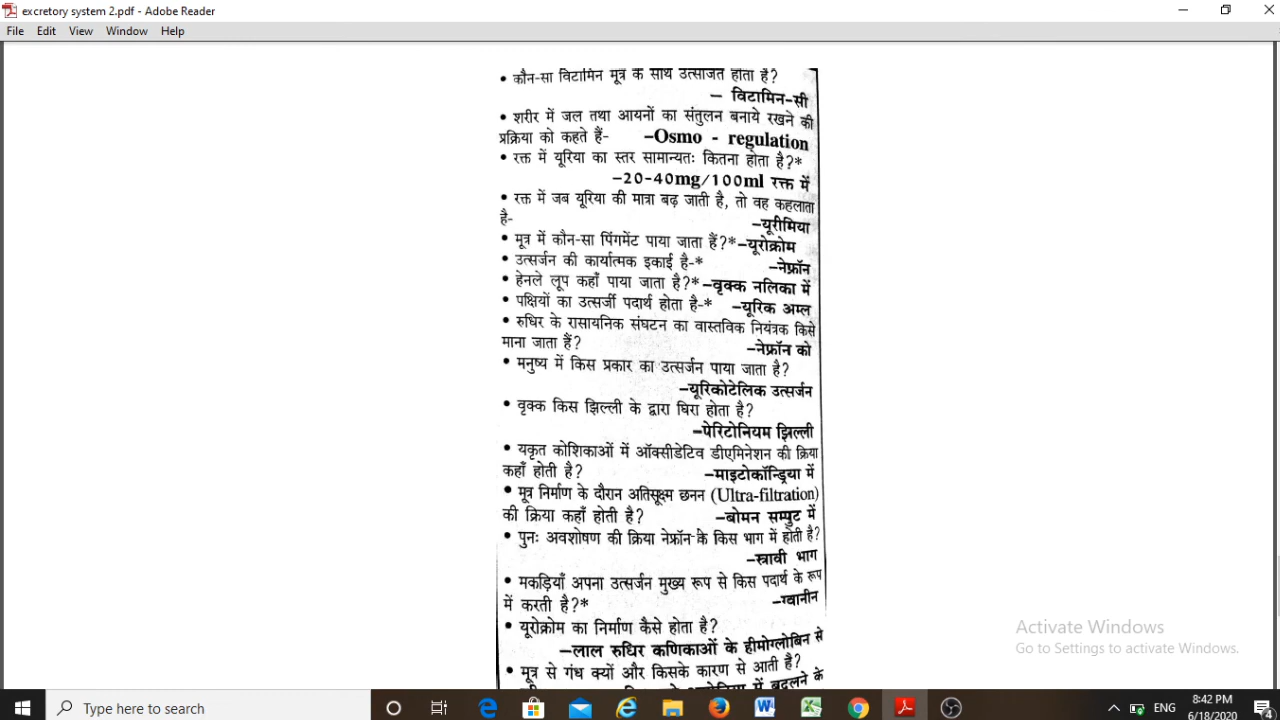 excretory system 2.pdf - Adobe Reader
File Edit View Window Help
• कौन-सा विटामिन मूत्र के साथ उत्सर्जित होता है?
– विटामिन-सी
• शरीर में जल तथा आयनों का संतुलन बनाये रखने की
प्रक्रिया को कहते हैं- –Osmo - regulation
• रक्त में यूरिया का स्तर सामान्यतः कितना होता है?*
–20-40mg/100ml रक्त में
• रक्त में जब यूरिया की मात्रा बढ़ जाती है, तो वह कहलाता
है- –यूरीमिया
• मूत्र में कौन-सा पिंगमेंट पाया जाता हैं?* –यूरोक्रोम
• उत्सर्जन की कार्यात्मक इकाई है-* –नेफ्रॉन
• हेनले लूप कहाँ पाया जाता है?* –वृक्क नलिका में
• पक्षियों का उत्सर्जी पदार्थ होता है-* –यूरिक अम्ल
• रुधिर के रासायनिक संघटन का वास्तविक नियंत्रक किसे
माना जाता हैं? –नेफ्रॉन को
• मनुष्य में किस प्रकार का उत्सर्जन पाया जाता है?
–यूरिकोटेलिक उत्सर्जन
• वृक्क किस झिल्ली के द्वारा घिरा होता है?
–पेरिटोनियम झिल्ली
• यकृत कोशिकाओं में ऑक्सीडेटिव डीएमिनेशन की क्रिया
कहाँ होती है? –माइटोकॉन्ड्रिया में
• मूत्र निर्माण के दौरान अतिसूक्ष्म छनन (Ultra-filtration)
की क्रिया कहाँ होती है? –बोमन सम्पुट में
• पुनः अवशोषण की क्रिया नेफ्रॉन के किस भाग में होती है?
–स्त्रावी भाग
• मकड़ियाँ अपना उत्सर्जन मुख्य रूप से किस पदार्थ के रूप
में करती है?* –ग्वानीन
• यूरोक्रोम का निर्माण कैसे होता है?
–लाल रुधिर कणिकाओं के हीमोग्लोबिन से
• मूत्र से गंध क्यों और किसके कारण से आती है?
अमोनिया में बदलने के
Activate Windows
Go to Settings to activate Windows.
Type here to search
ENG
8:42 PM
6/18/2020
4